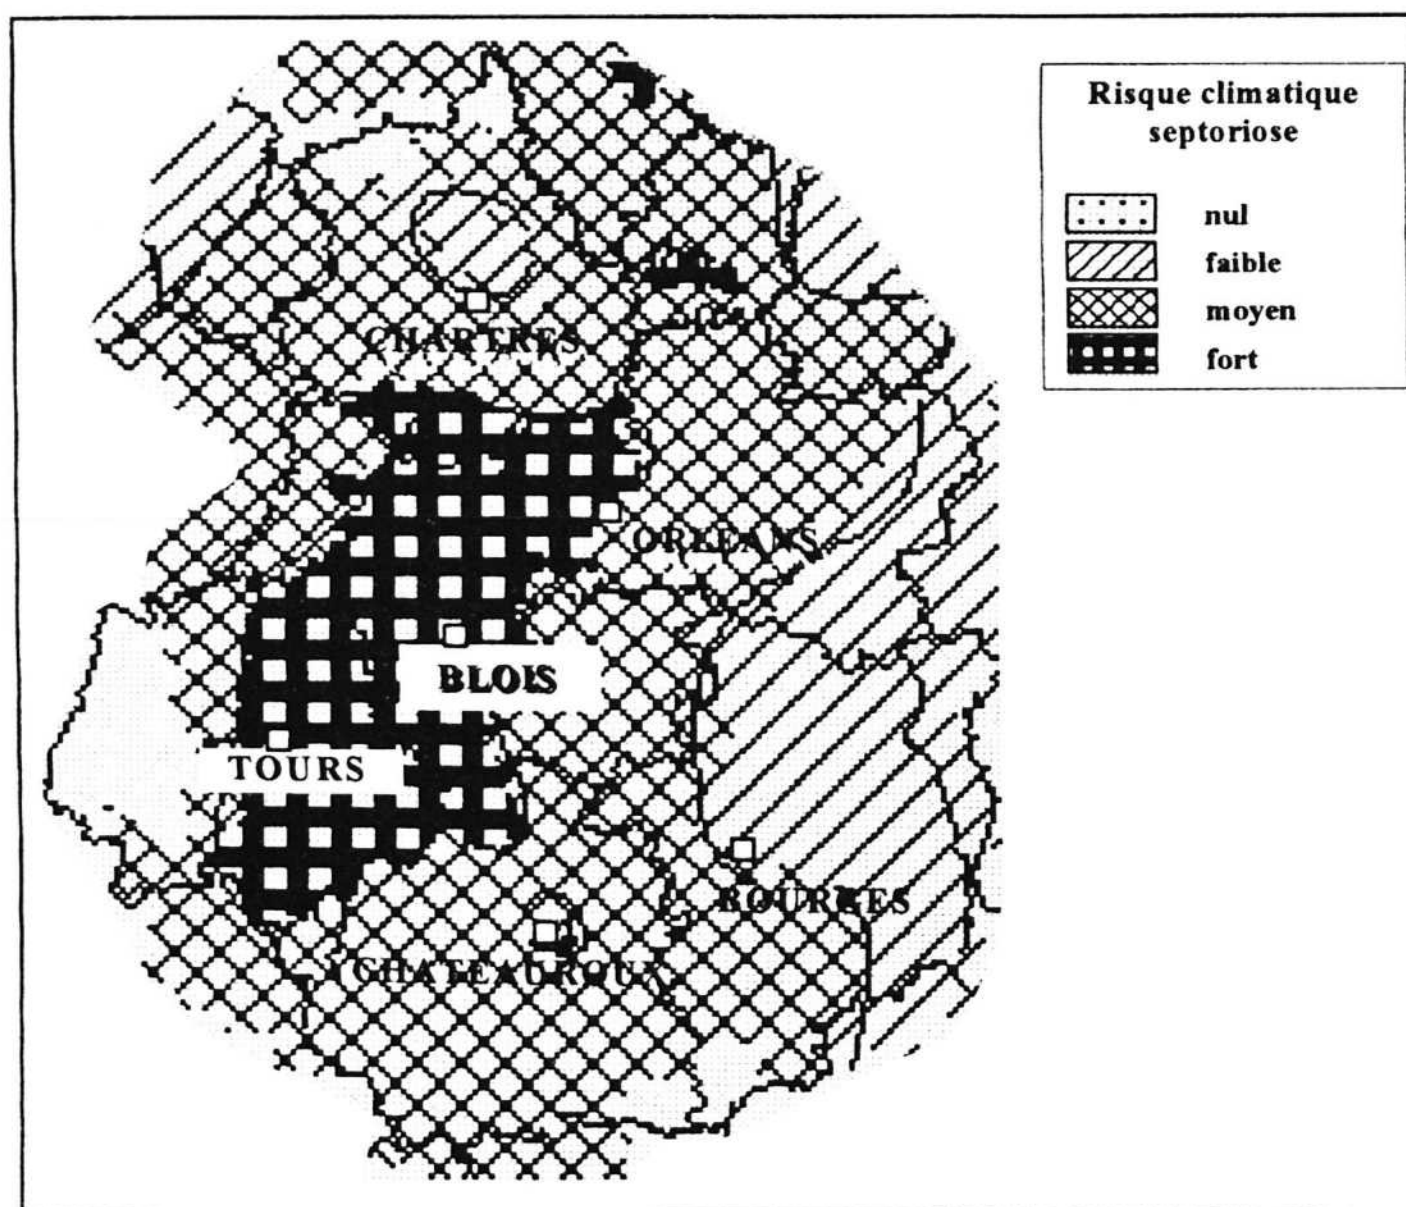 Risque climatique
septoriose
nul
faible
moyen
fort
CHARTRES
ORLEANS
BLOIS
TOURS
BOURGES
CHATEAUROUX